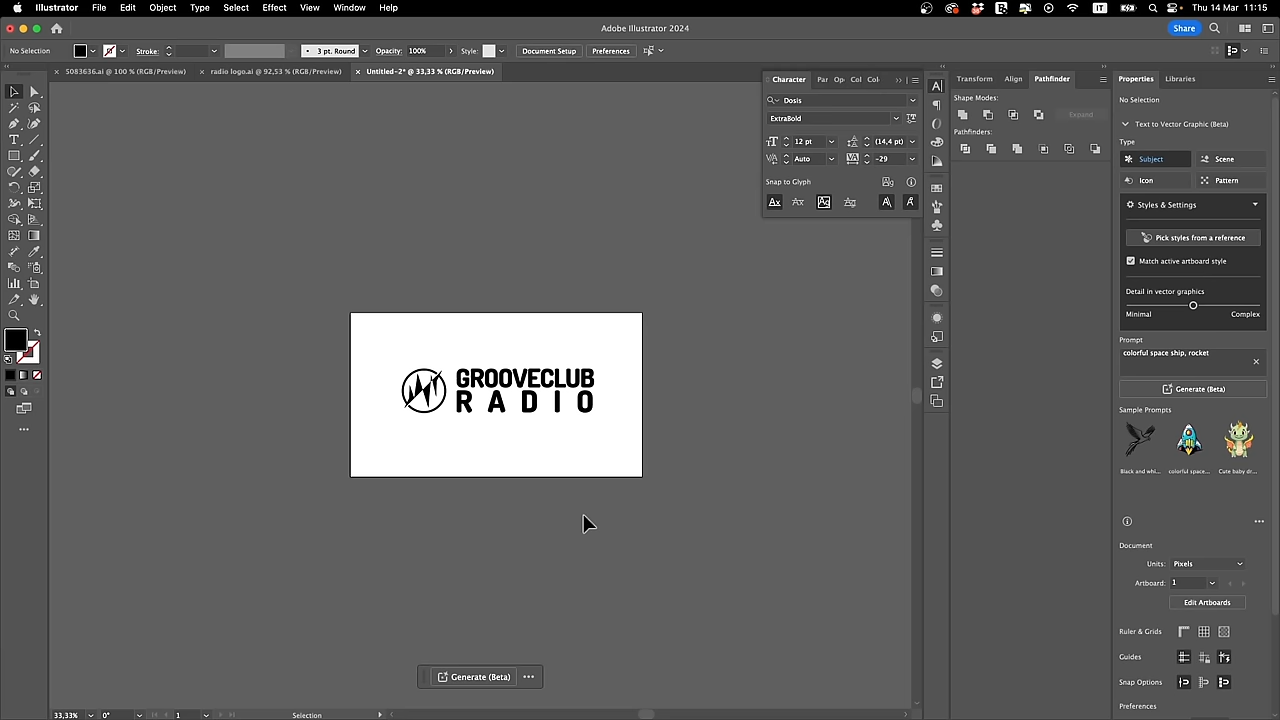 Illustrator File Edit Object Type Select Effect View Window Help
IT Thu 14 Mar 11:15
Adobe Illustrator 2024
Share
No Selection Stroke: 3 pt. Round Opacity: 100% Style: Document Setup Preferences
5083636.ai @ 100 % (RGB/Preview) radio logo.ai @ 92,53 % (RGB/Preview) Untitled-2* @ 33,33 % (RGB/Preview)
Character Par Op Col Col
Dosis
ExtraBold
12 pt (14,4 pt)
Auto -29
Snap to Glyph
Transform Align Pathfinder
Shape Modes:
Expand
Pathfinders:
Properties Libraries
No Selection
Text to Vector Graphic (Beta)
Type
Subject Scene
Icon Pattern
Styles & Settings
Pick styles from a reference
Match active artboard style
Detail in vector graphics
Minimal Complex
Prompt
colorful space ship, rocket
Generate (Beta)
Sample Prompts
Black and whi... colorful space... Cute baby dr...
Document
Units: Pixels
Artboard: 1
Edit Artboards
Ruler & Grids
Guides
Snap Options
Preferences
GROOVECLUB
RADIO
Generate (Beta)
33,33% 0° 1 Selection